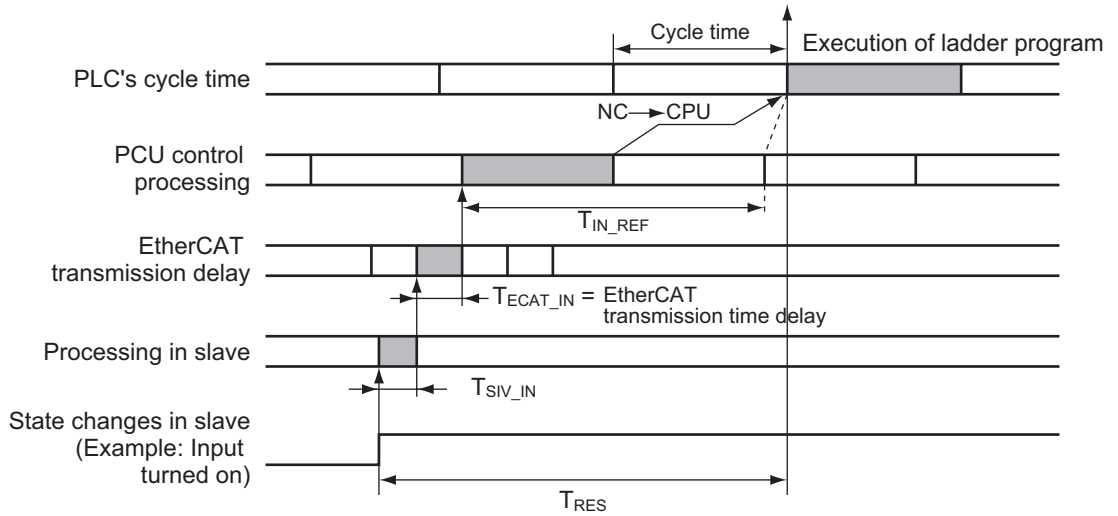 Cycle time
Execution of ladder program
PLC's cycle time
NC→CPU
PCU control
processing
T_IN_REF
EtherCAT
transmission delay
T_ECAT_IN = EtherCAT
transmission time delay
Processing in slave
T_SIV_IN
State changes in slave
(Example: Input
turned on)
T_RES